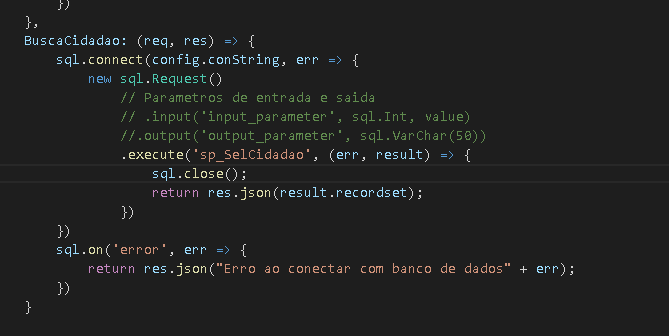 })
},
BuscaCidadao: (req, res) => {
sql.connect(config.conString, err => {
new sql.Request()
// Parametros de entrada e saida
// .input('input_parameter', sql.Int, value)
//.output('output_parameter', sql.VarChar(50))
.execute('sp_SelCidadao', (err, result) => {
sql.close();
return res.json(result.recordset);
})
})
sql.on('error', err => {
return res.json("Erro ao conectar com banco de dados" + err);
})
}